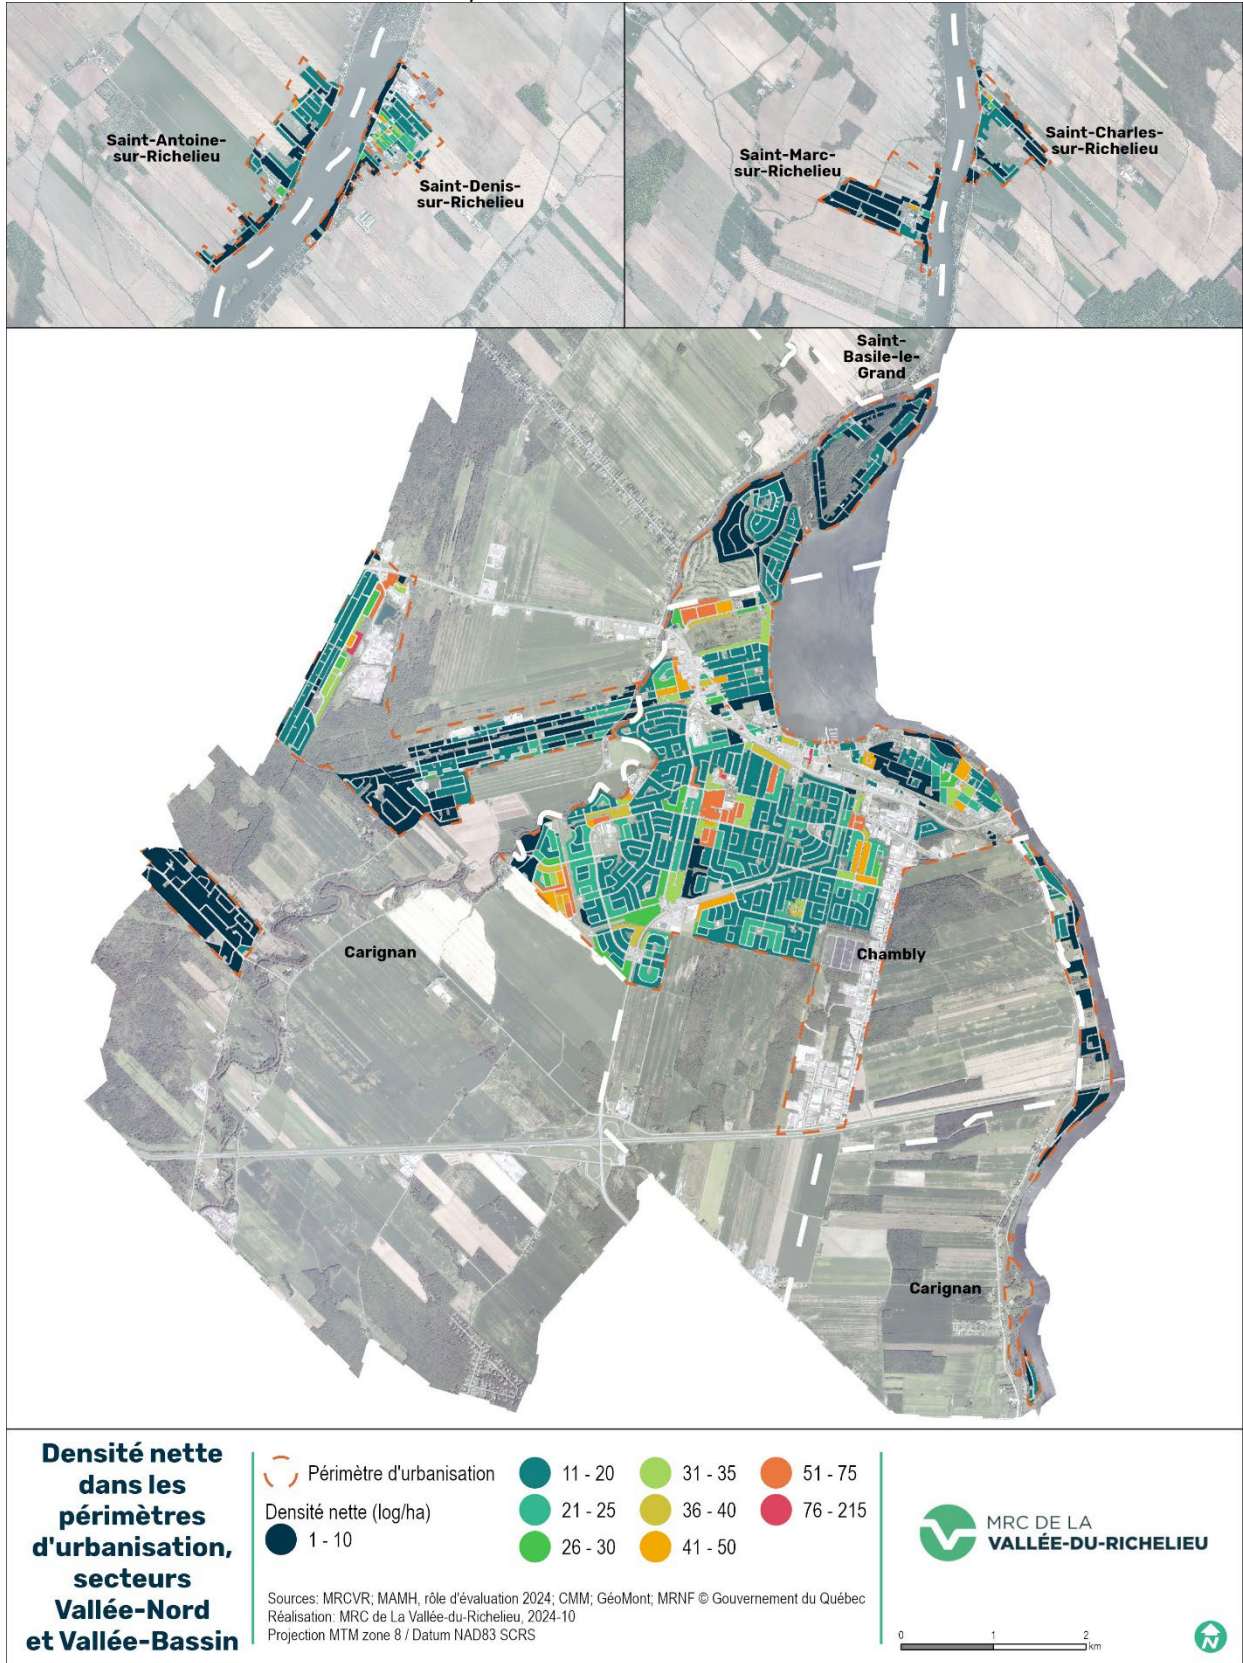 Saint-Antoine-
sur-Richelieu
Saint-Denis-
sur-Richelieu
Saint-Marc-
sur-Richelieu
Saint-Charles-
sur-Richelieu
Saint-
Basile-le-
Grand
Carignan
Chambly
Carignan
Densité nette
dans les
périmètres
d'urbanisation,
secteurs
Vallée-Nord
et Vallée-Bassin
Périmètre d'urbanisation
Densité nette (log/ha)
1 - 10
11 - 20
21 - 25
26 - 30
31 - 35
36 - 40
41 - 50
51 - 75
76 - 215
Sources: MRCVR; MAMH, rôle d'évaluation 2024; CMM; GéoMont; MRNF © Gouvernement du Québec
Réalisation: MRC de La Vallée-du-Richelieu, 2024-10
Projection MTM zone 8 / Datum NAD83 SCRS
MRC DE LA
VALLÉE-DU-RICHELIEU
0 1 2
km